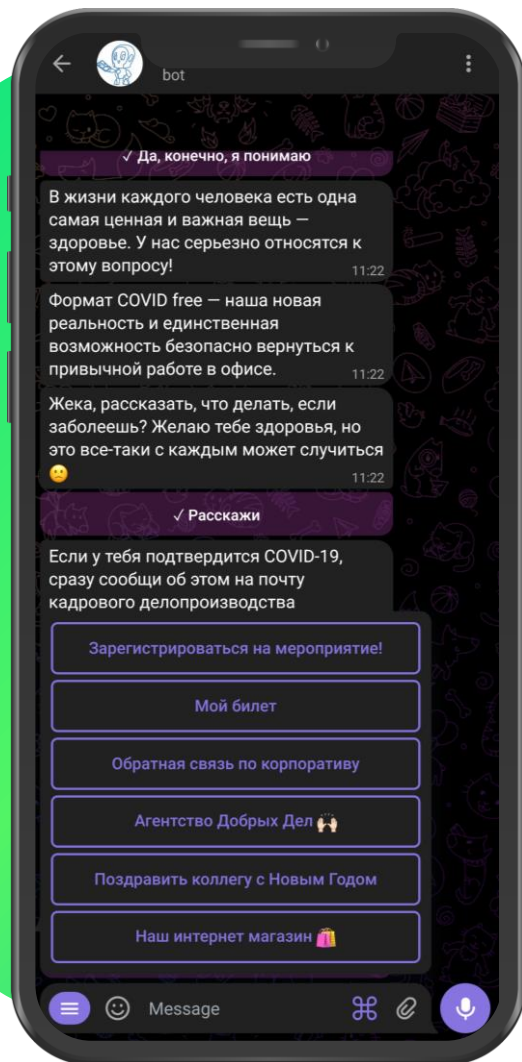 bot
✓ Да, конечно, я понимаю
В жизни каждого человека есть одна
самая ценная и важная вещь —
здоровье. У нас серьезно относятся к
этому вопросу!
11:22
Формат COVID free — наша новая
реальность и единственная
возможность безопасно вернуться к
привычной работе в офисе.
11:22
Жека, рассказать, что делать, если
заболеешь? Желаю тебе здоровья, но
это все-таки с каждым может случиться
🙁
11:22
✓ Расскажи
Если у тебя подтвердится COVID-19,
сразу сообщи об этом на почту
кадрового делопроизводства
Зарегистрироваться на мероприятие!
Мой билет
Обратная связь по корпоративу
Агентство Добрых Дел 🙌🏻
Поздравить коллегу с Новым Годом
Наш интернет магазин 🛍️
Message